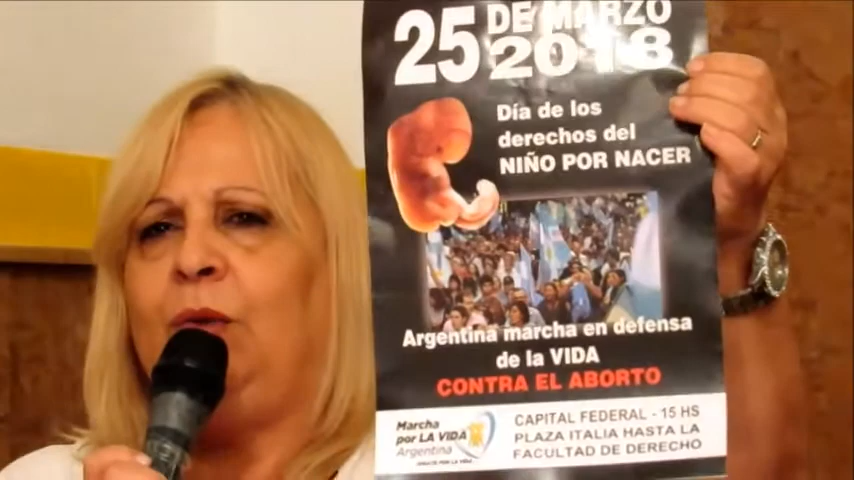 25 DE MARZO
2018
Día de los
derechos del
NIÑO POR NACER
Argentina marcha en defensa
de la VIDA
CONTRA EL ABORTO
Marcha
por LA VIDA
Argentina
CAPITAL FEDERAL - 15 HS
PLAZA ITALIA HASTA LA
FACULTAD DE DERECHO